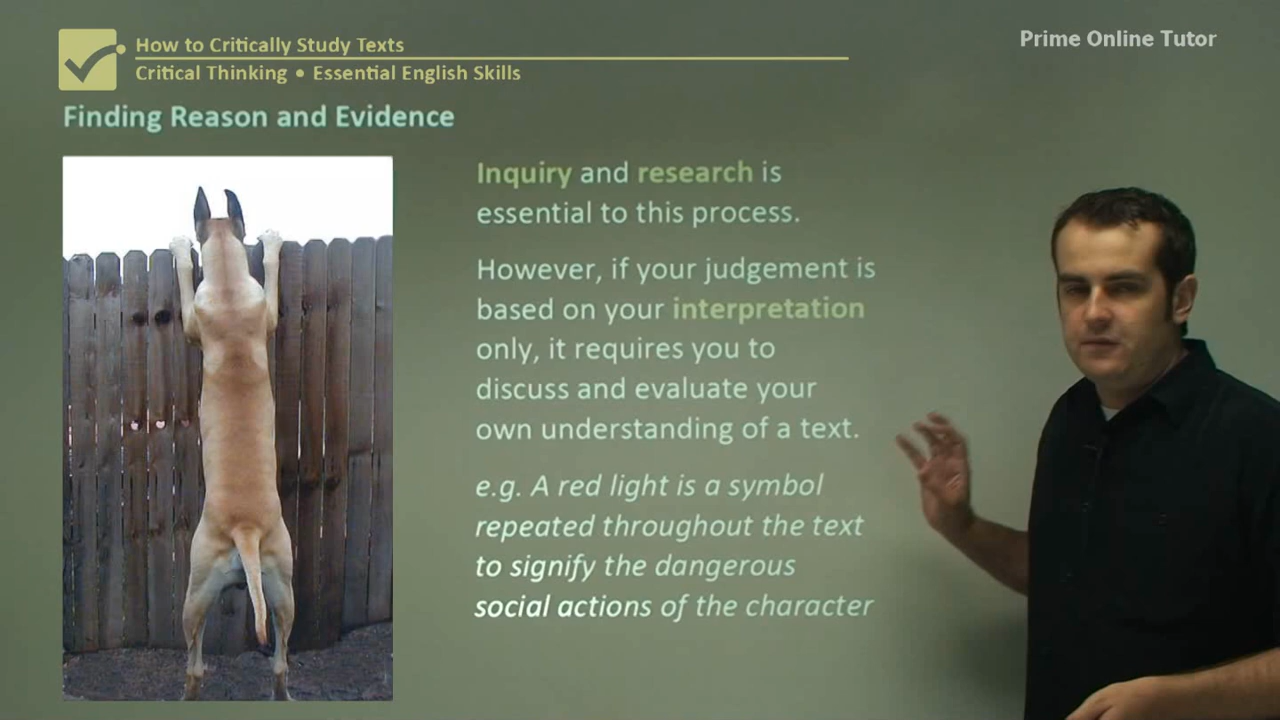 How to Critically Study Texts
Critical Thinking • Essential English Skills
Prime Online Tutor
Finding Reason and Evidence
Inquiry and research is
essential to this process.
However, if your judgement is
based on your interpretation
only, it requires you to
discuss and evaluate your
own understanding of a text.
e.g. A red light is a symbol
repeated throughout the text
to signify the dangerous
social actions of the character